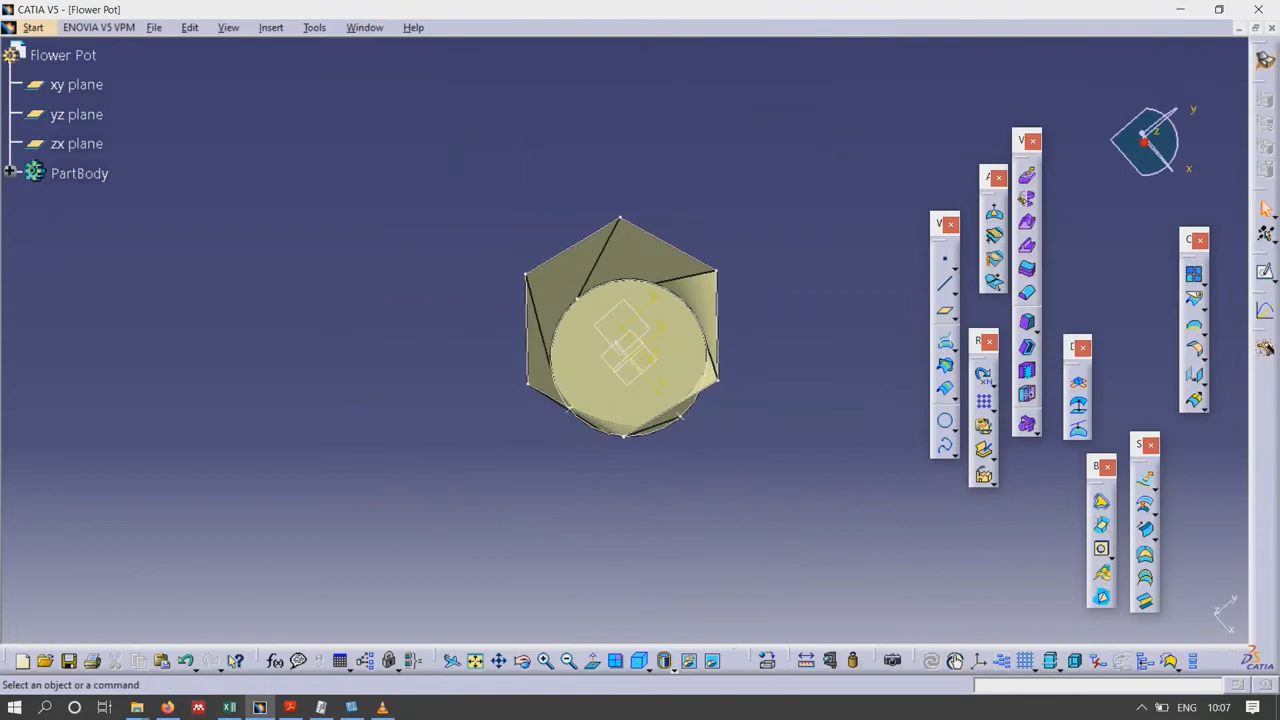 CATIA V5 - [Flower Pot]
Start ENOVIA V5 VPM File Edit View Insert Tools Window Help
Flower Pot
xy plane
yz plane
zx plane
PartBody
y
z
x
V
A
W
C
R
D
S
B
f(x)
y
z
x
CATIA
Select an object or a command
ENG 10:07